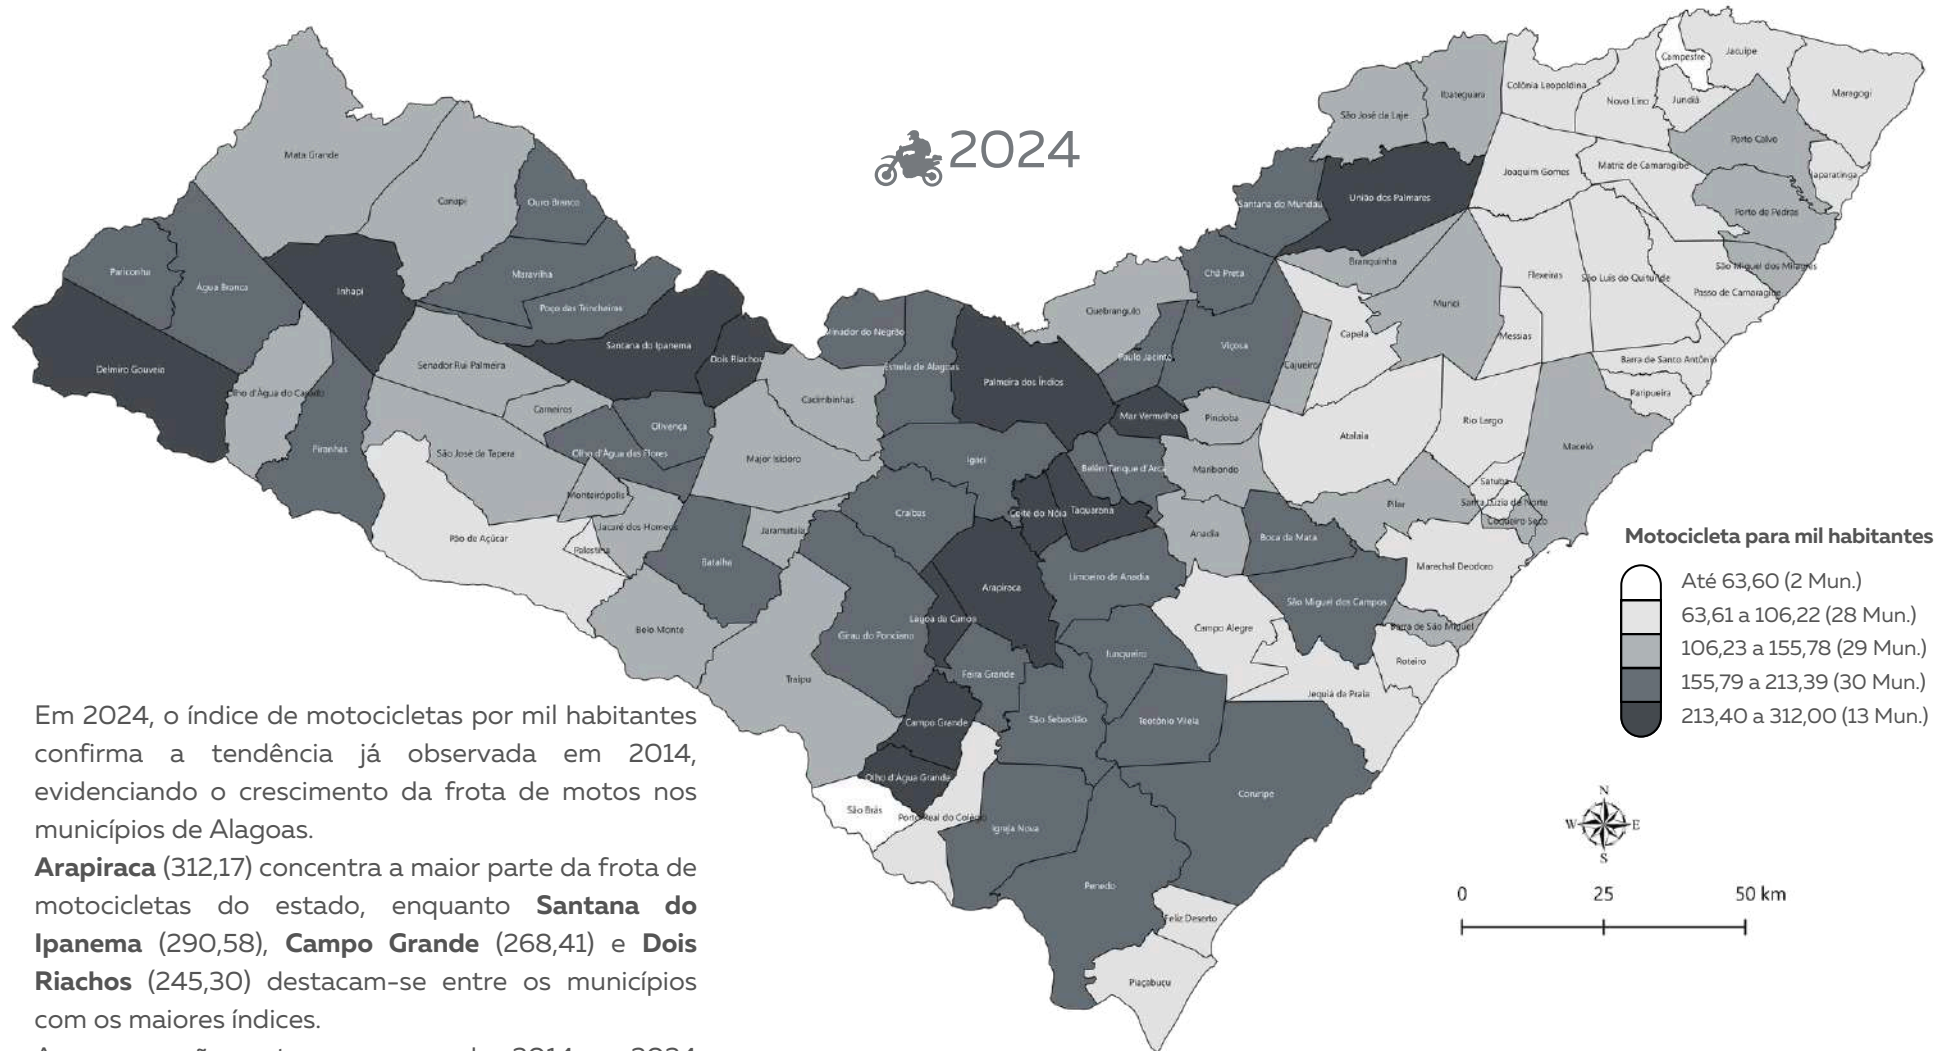 2024
Campestre
Jacuípe
Colônia Leopoldina
Maragogi
Ibateguara
Novo Lino
Jundiá
São José da Laje
Porto Calvo
Mata Grande
Matriz de Camaragibe
Joaquim Gomes
Japaratinga
Canapi
Ouro Branco
Santana do Mundaú
União dos Palmares
Porto de Pedras
Pariconha
Água Branca
Inhapi
Maravilha
Chã Preta
Branquinha
Flexeiras
São Luís do Quitunde
São Miguel dos Milagres
Passo de Camaragibe
Poço das Trincheiras
Quebrangulo
Murici
Minador do Negrão
Santana do Ipanema
Dois Riachos
Estrela de Alagoas
Paulo Jacinto
Viçosa
Capela
Messias
Cajueiro
Barra de Santo Antônio
Delmiro Gouveia
Senador Rui Palmeira
Palmeira dos Índios
Olho d'Água do Casado
Paripueira
Cacimbinhas
Carneiros
Mar Vermelho
Pindoba
Rio Largo
Olivença
Atalaia
Maceió
Piranhas
São José da Tapera
Olho d'Água das Flores
Major Isidoro
Igaci
Belém
Tanque d'Arca
Maribondo
Satuba
Monteirópolis
Pilar
Santa Luzia do Norte
Craíbas
Coité do Nóia
Taquarana
Coqueiro Seco
Jacaré dos Homens
Jaramataia
Pão de Açúcar
Palestina
Anadia
Boca da Mata
Batalha
Marechal Deodoro
Limoeiro de Anadia
Arapiraca
São Miguel dos Campos
Lagoa da Canoa
Belo Monte
Girau do Ponciano
Campo Alegre
Barra de São Miguel
Junqueiro
Roteiro
Feira Grande
Traipu
Jequiá da Praia
Campo Grande
São Sebastião
Teotônio Vilela
Olho d'Água Grande
Coruripe
São Brás
Porto Real do Colégio
Igreja Nova
Penedo
Feliz Deserto
Piaçabuçu
Motocicleta para mil habitantes
Até 63,60 (2 Mun.)
63,61 a 106,22 (28 Mun.)
106,23 a 155,78 (29 Mun.)
155,79 a 213,39 (30 Mun.)
213,40 a 312,00 (13 Mun.)
N
W E
S
0 25 50 km
Em 2024, o índice de motocicletas por mil habitantes
confirma a tendência já observada em 2014,
evidenciando o crescimento da frota de motos nos
municípios de Alagoas.
Arapiraca (312,17) concentra a maior parte da frota de
motocicletas do estado, enquanto Santana do
Ipanema (290,58), Campo Grande (268,41) e Dois
Riachos (245,30) destacam-se entre os municípios
com os maiores índices.